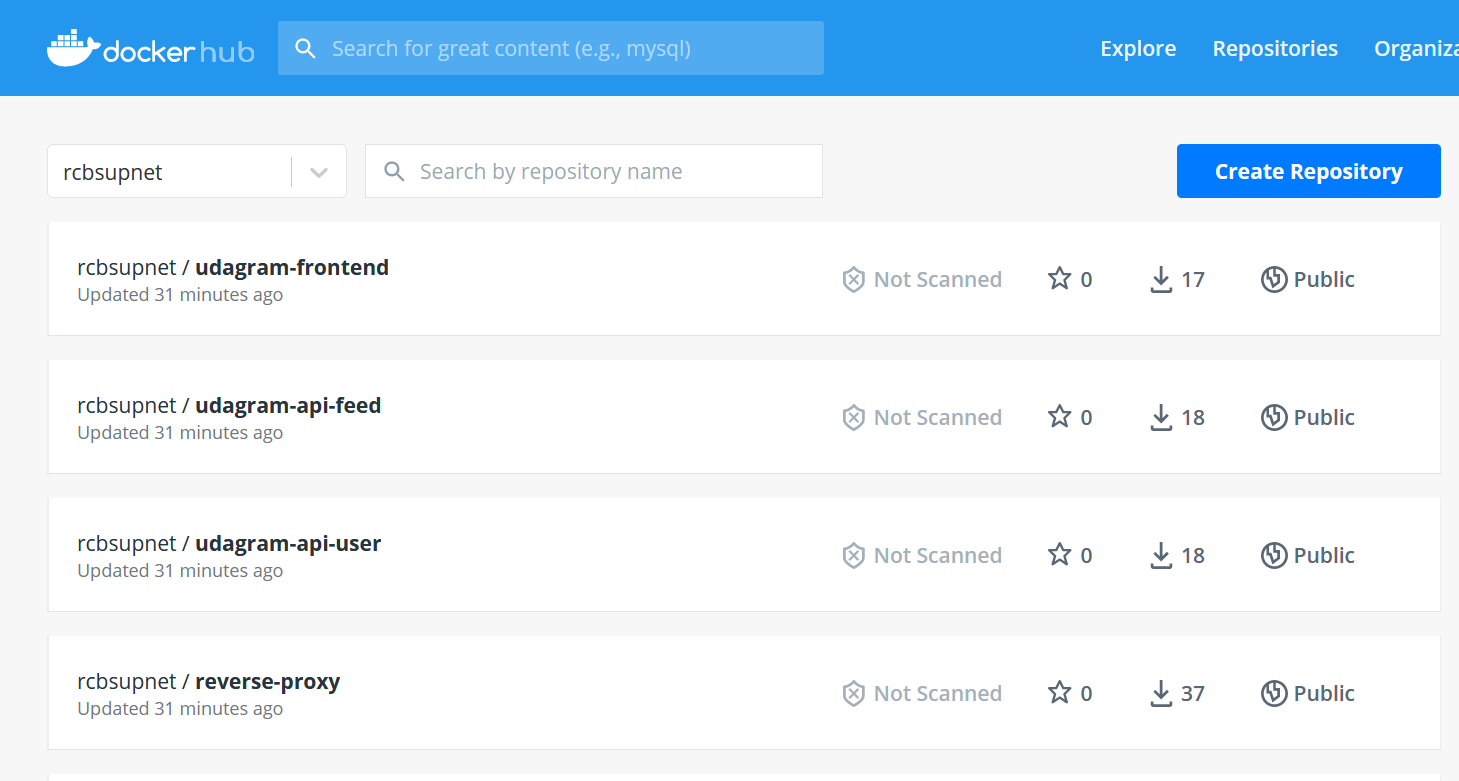 docker hub
Search for great content (e.g., mysql)
Explore
Repositories
Organiza
rcbsupnet
Search by repository name
Create Repository
rcbsupnet / udagram-frontend
Updated 31 minutes ago
Not Scanned
0
17
Public
rcbsupnet / udagram-api-feed
Updated 31 minutes ago
Not Scanned
0
18
Public
rcbsupnet / udagram-api-user
Updated 31 minutes ago
Not Scanned
0
18
Public
rcbsupnet / reverse-proxy
Updated 31 minutes ago
Not Scanned
0
37
Public